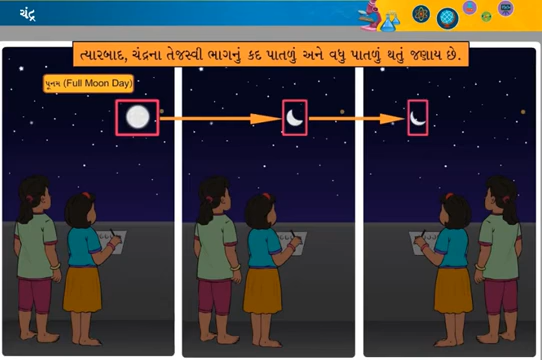 ચંદ્ર
ત્યારબાદ, ચંદ્રના તેજસ્વી ભાગનું કદ પાતળું અને વધુ પાતળું થતું જણાય છે.
પૂનમ (Full Moon Day)